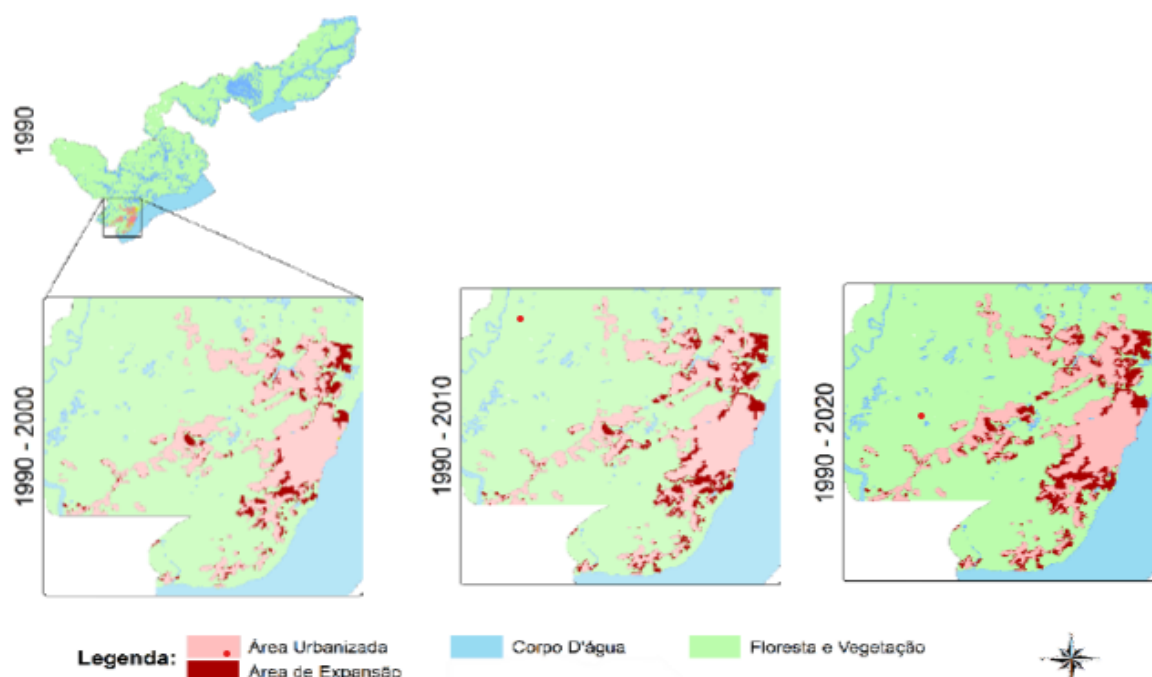 1990
1990 - 2000
1990 - 2010
1990 - 2020
Legenda:
Área Urbanizada
Área de Expansão
Corpo D'água
Floresta e Vegetação